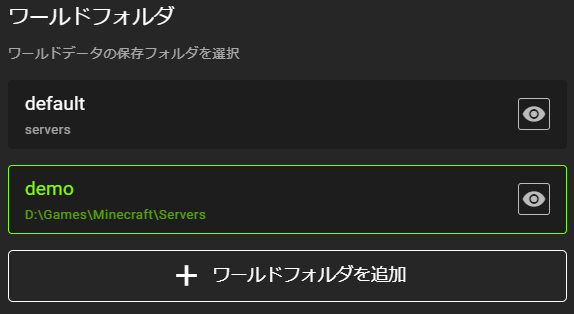 ワールドフォルダ
ワールドデータの保存フォルダを選択
default
servers
demo
D:\Games\Minecraft\Servers
ワールドフォルダを追加